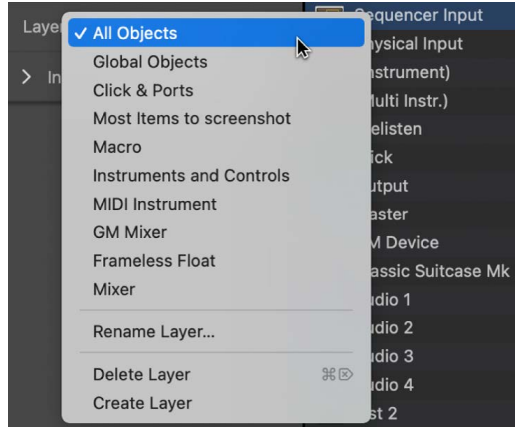 Laye
In
✓ All Objects
Global Objects
Click & Ports
Most Items to screenshot
Macro
Instruments and Controls
MIDI Instrument
GM Mixer
Frameless Float
Mixer
Rename Layer...
Delete Layer ⌘⌦
Create Layer
Sequencer Input
hysical Input
nstrument)
Multi Instr.)
elisten
ick
utput
aster
M Device
assic Suitcase Mk
udio 1
udio 2
udio 3
udio 4
st 2